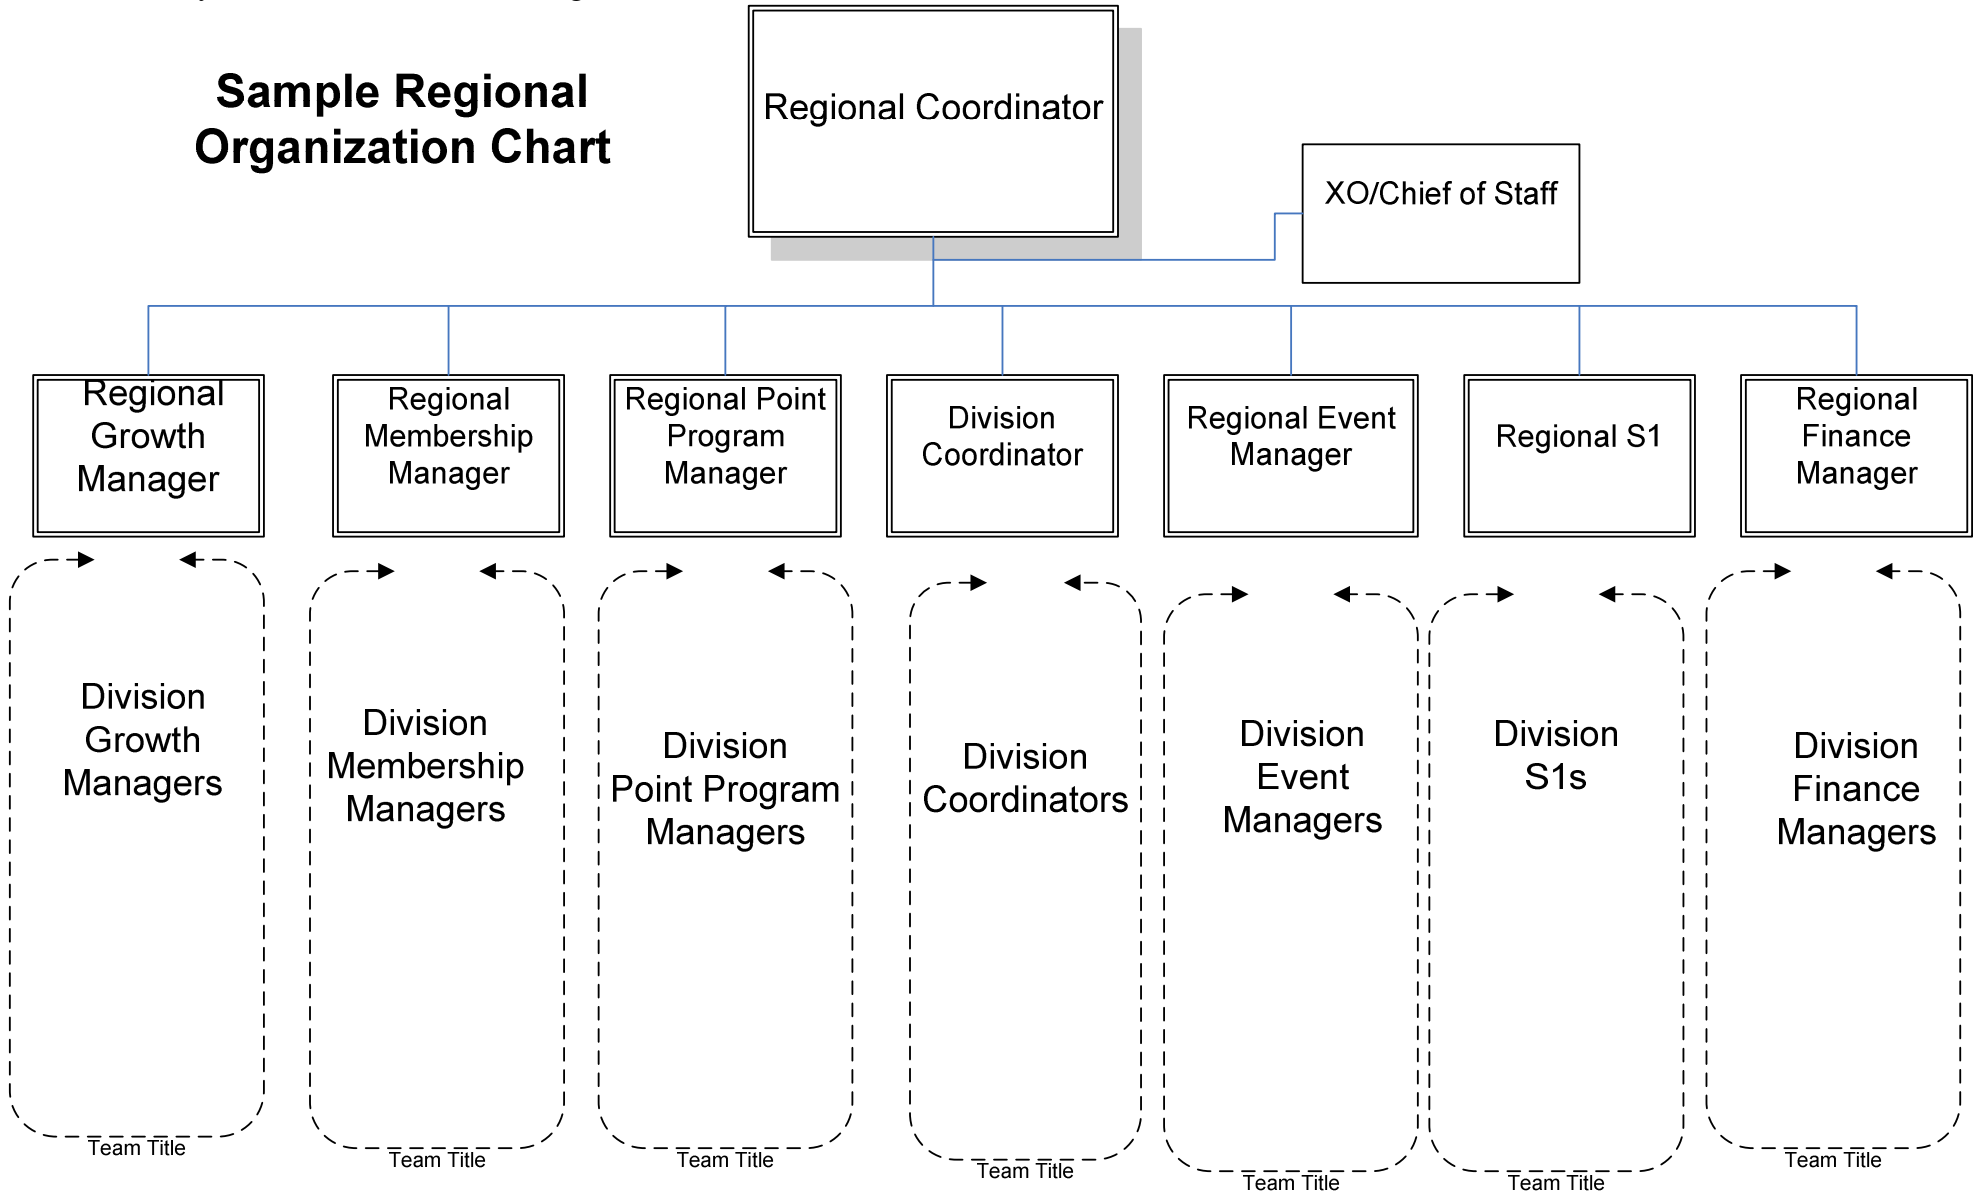 Sample Regional
Organization Chart
Regional Coordinator
XO/Chief of Staff
Regional
Growth
Manager
Regional
Membership
Manager
Regional Point
Program
Manager
Division
Coordinator
Regional Event
Manager
Regional S1
Regional
Finance
Manager
Division
Growth
Managers
Division
Membership
Managers
Division
Point Program
Managers
Division
Coordinators
Division
Event
Managers
Division
S1s
Division
Finance
Managers
Team Title
Team Title
Team Title
Team Title
Team Title
Team Title
Team Title